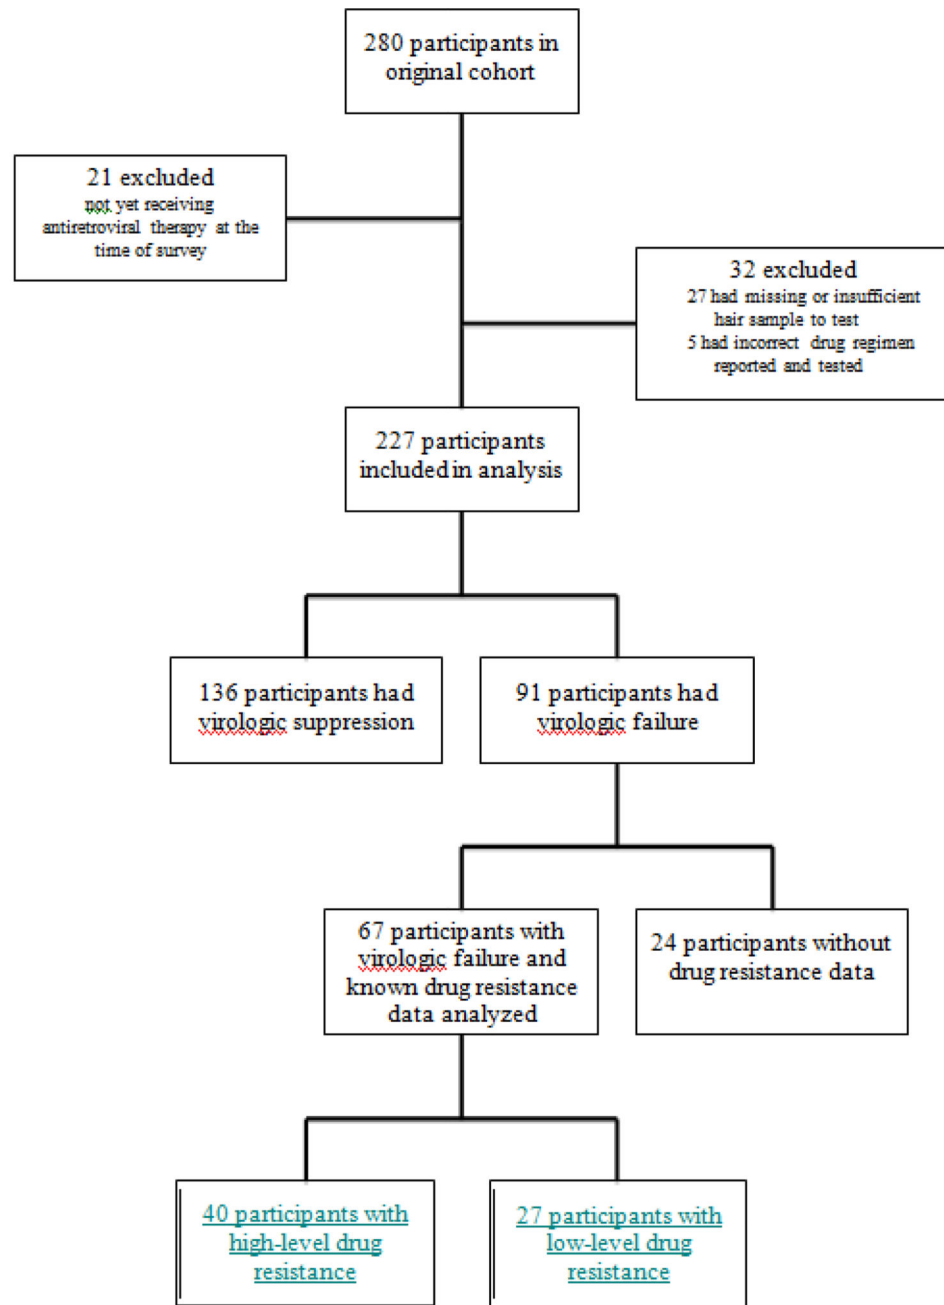 280 participants in
original cohort
21 excluded
not yet receiving
antiretroviral therapy at the
time of survey
32 excluded
27 had missing or insufficient
hair sample to test
5 had incorrect drug regimen
reported and tested
227 participants
included in analysis
136 participants had
virologic suppression
91 participants had
virologic failure
67 participants with
virologic failure and
known drug resistance
data analyzed
24 participants without
drug resistance data
40 participants with
high-level drug
resistance
27 participants with
low-level drug
resistance